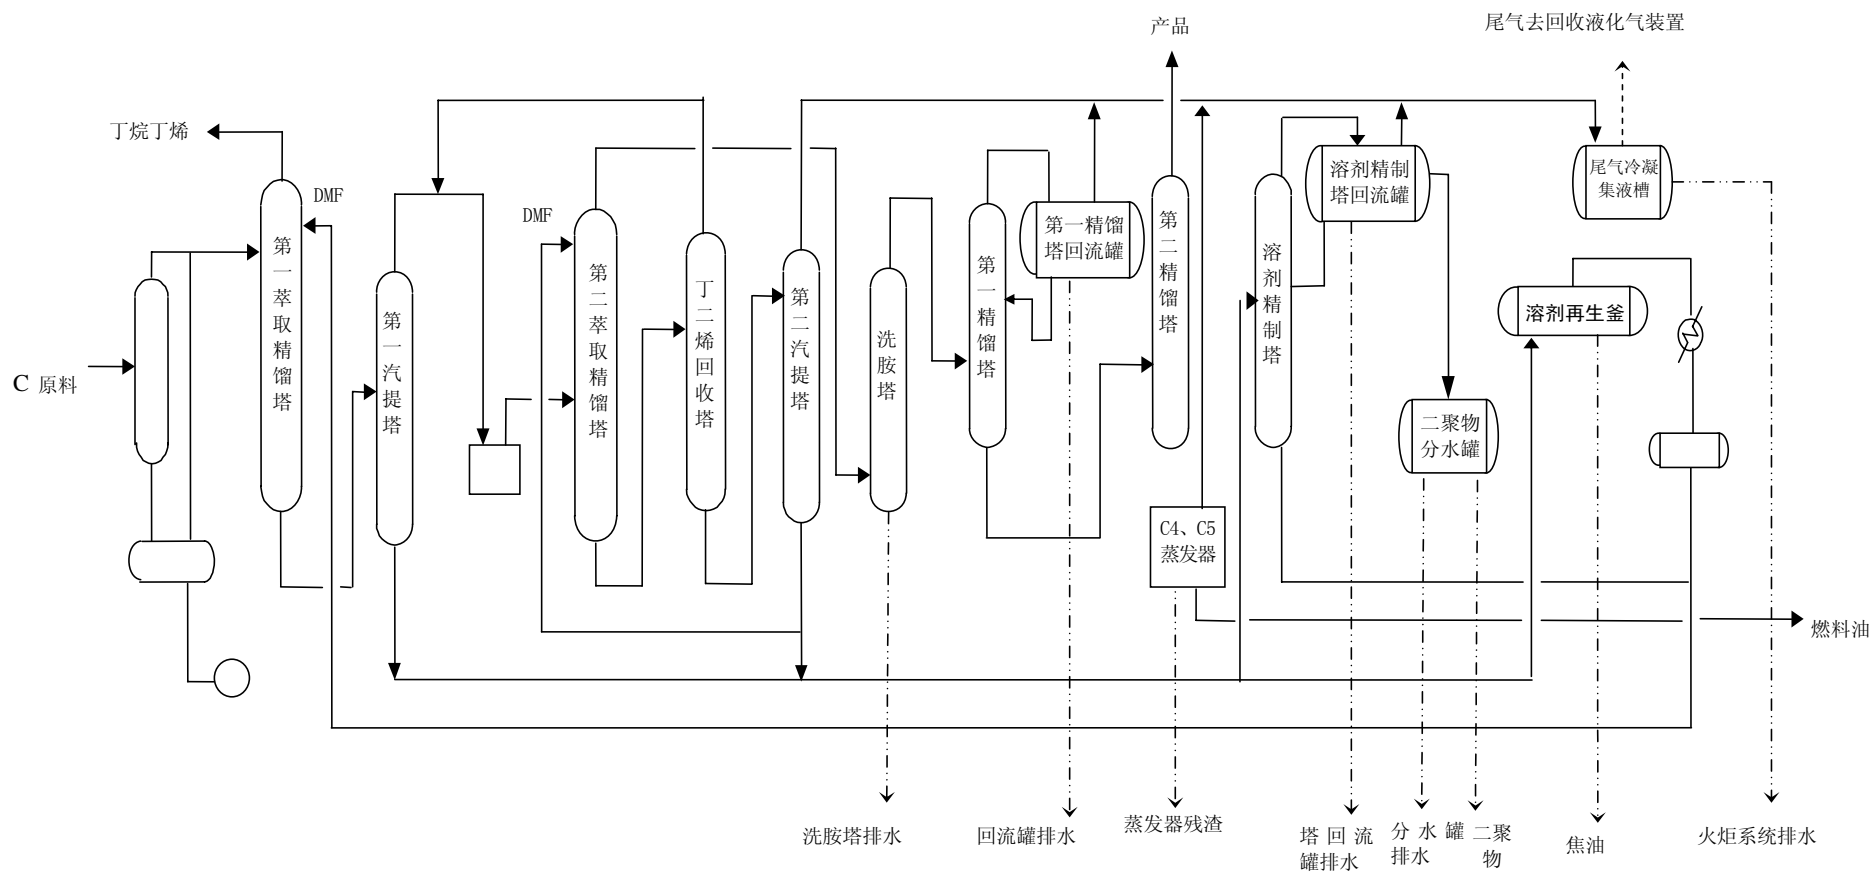 产品
尾气去回收液化气装置
丁烷丁烯
DMF
DMF
C 原料
第一萃取精馏塔
第一汽提塔
第二萃取精馏塔
丁二烯回收塔
第二汽提塔
洗胺塔
第一精馏塔
第一精馏
塔回流罐
第二精馏塔
溶剂精制塔
溶剂精制
塔回流罐
尾气冷凝
集液槽
溶剂再生釜
二聚物
分水罐
C4、C5
蒸发器
燃料油
洗胺塔排水
回流罐排水
蒸发器残渣
塔回流
罐排水
分水罐
排水
二聚
物
焦油
火炬系统排水